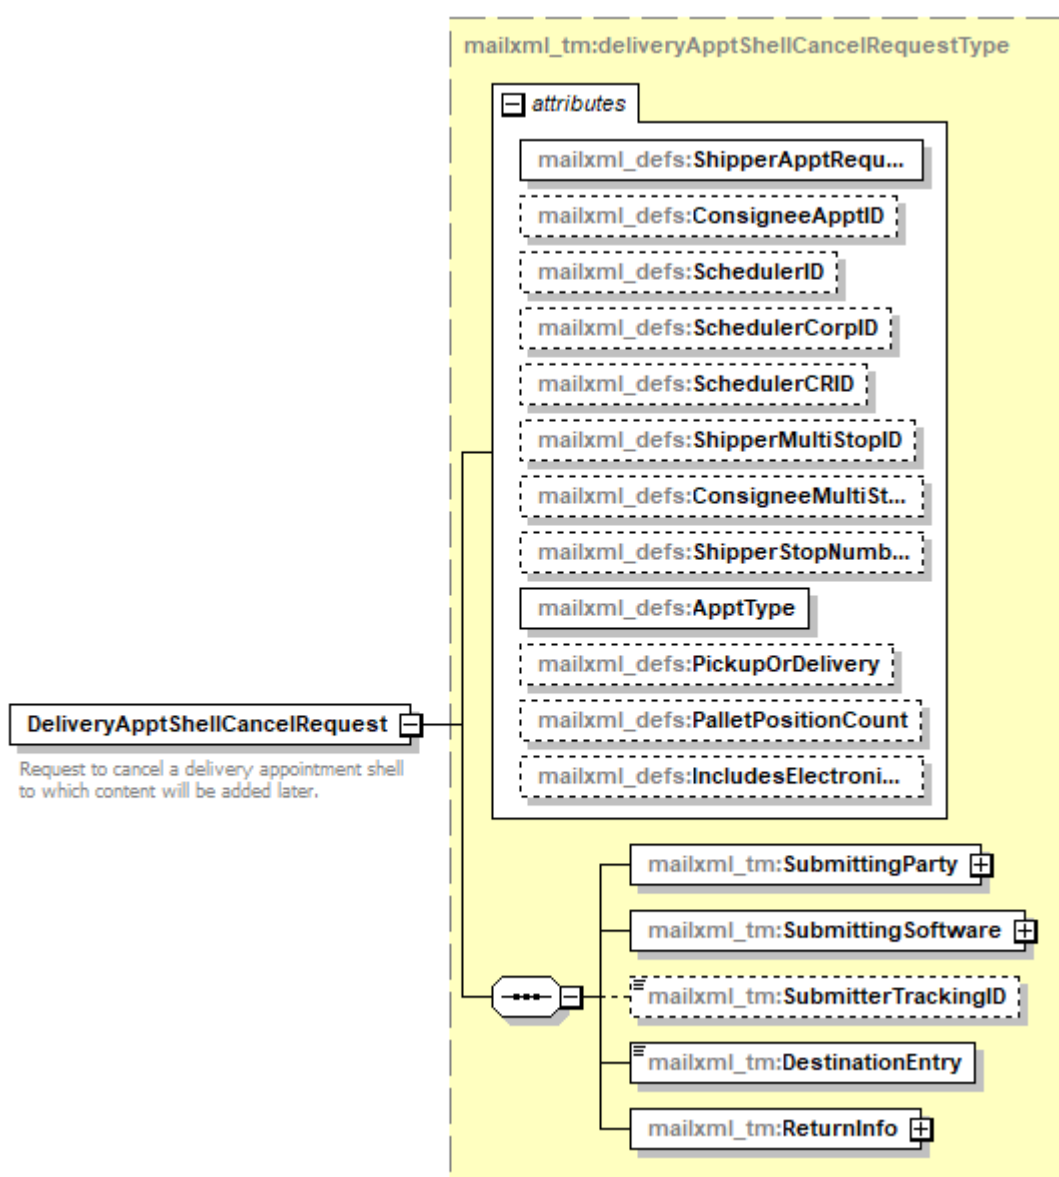 mailxml_tm:deliveryApptShellCancelRequestType
attributes
mailxml_defs:ShipperApptRequ...
mailxml_defs:ConsigneeApptID
mailxml_defs:SchedulerID
mailxml_defs:SchedulerCorpID
mailxml_defs:SchedulerCRID
mailxml_defs:ShipperMultiStopID
mailxml_defs:ConsigneeMultiSt...
mailxml_defs:ShipperStopNumb...
mailxml_defs:ApptType
mailxml_defs:PickupOrDelivery
mailxml_defs:PalletPositionCount
mailxml_defs:IncludesElectroni...
DeliveryApptShellCancelRequest
Request to cancel a delivery appointment shell
to which content will be added later.
mailxml_tm:SubmittingParty
mailxml_tm:SubmittingSoftware
mailxml_tm:SubmitterTrackingID
mailxml_tm:DestinationEntry
mailxml_tm:ReturnInfo